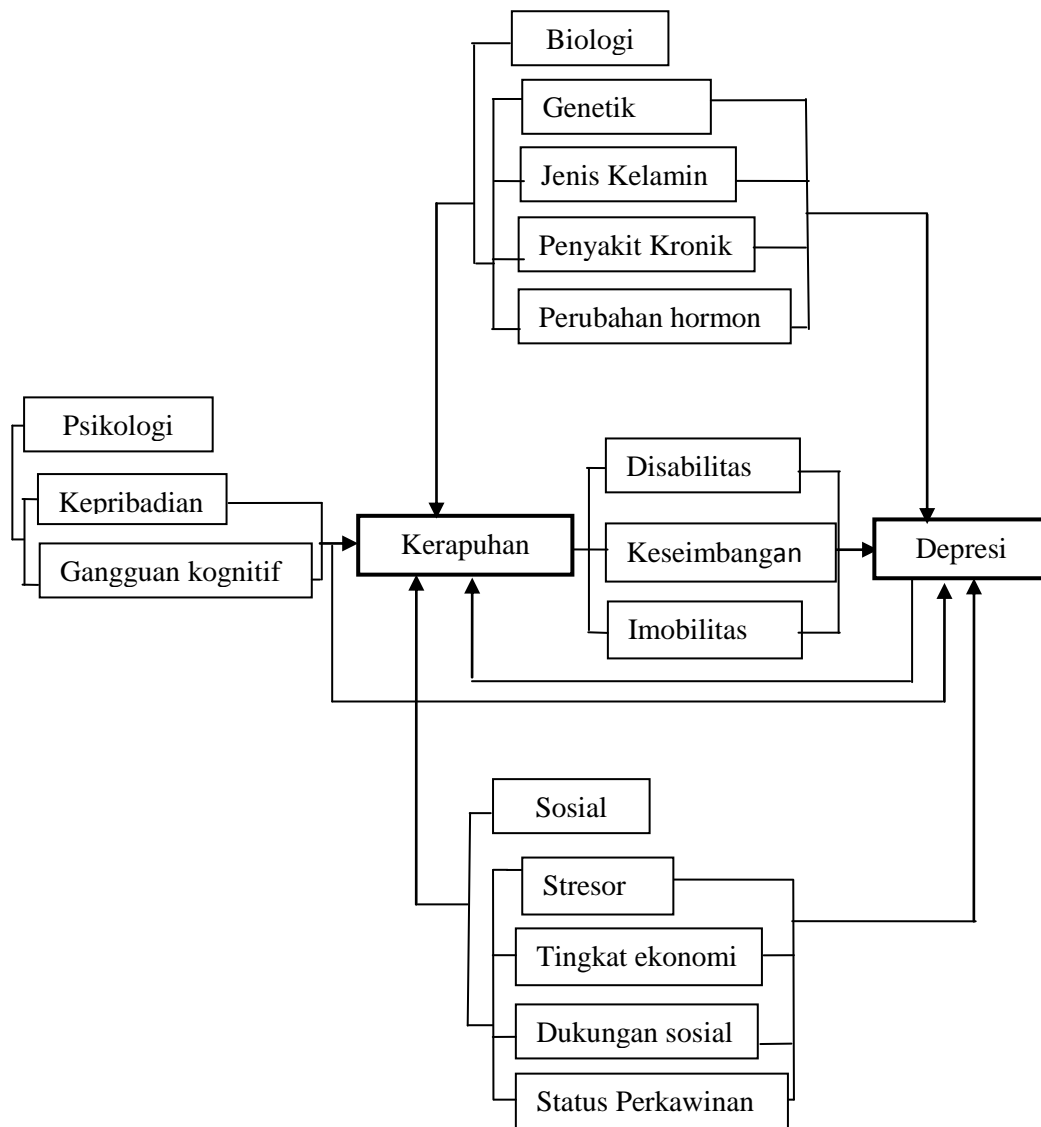 Biologi
Genetik
Jenis Kelamin
Penyakit Kronik
Perubahan hormon
Psikologi
Kepribadian
Gangguan kognitif
Kerapuhan
Disabilitas
Keseimbangan
Imobilitas
Depresi
Sosial
Stresor
Tingkat ekonomi
Dukungan sosial
Status Perkawinan